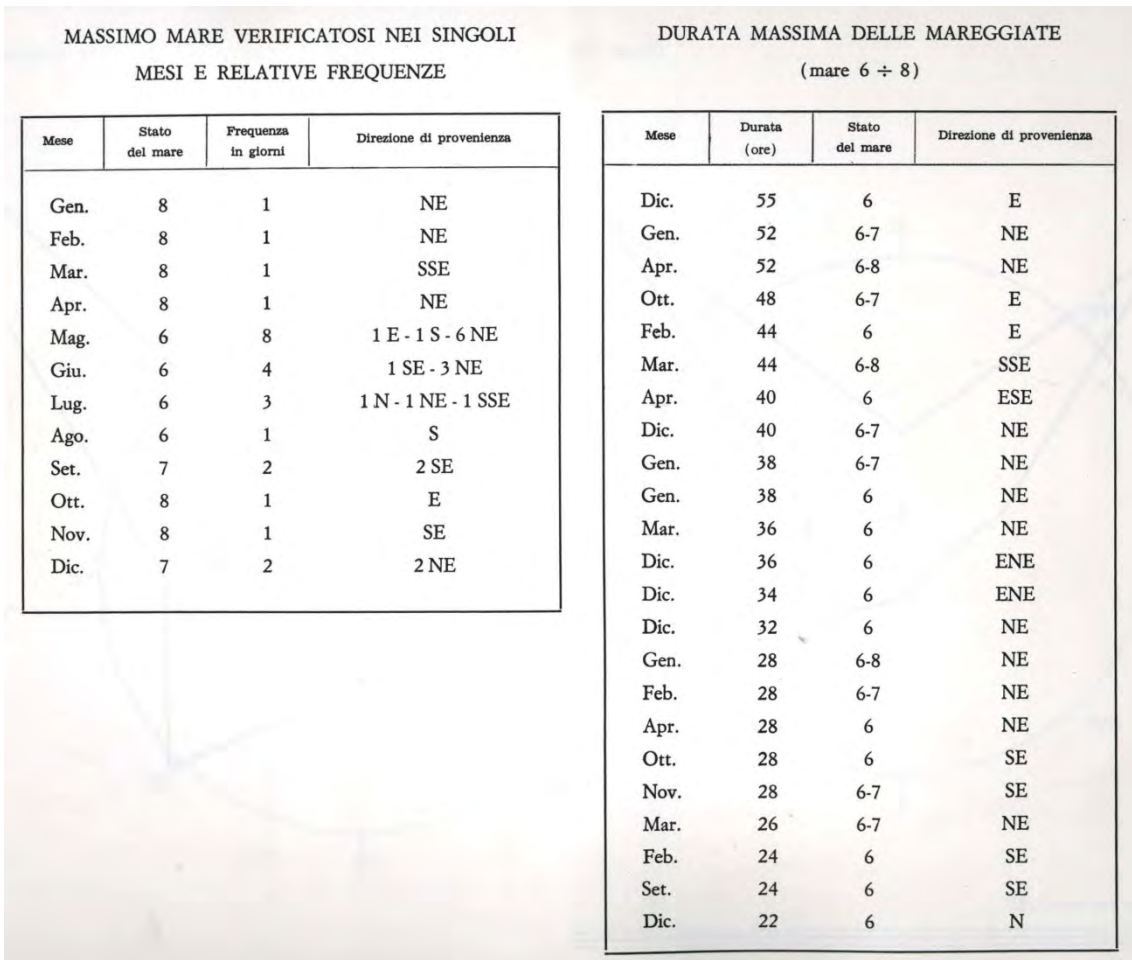 MASSIMO MARE VERIFICATOSI NEI SINGOLI
MESI E RELATIVE FREQUENZE
Mese Stato del mare Frequenza in giorni Direzione di provenienza
Gen. 8 1 NE
Feb. 8 1 NE
Mar. 8 1 SSE
Apr. 8 1 NE
Mag. 6 8 1 E - 1 S - 6 NE
Giu. 6 4 1 SE - 3 NE
Lug. 6 3 1 N - 1 NE - 1 SSE
Ago. 6 1 S
Set. 7 2 2 SE
Ott. 8 1 E
Nov. 8 1 SE
Dic. 7 2 2 NE
DURATA MASSIMA DELLE MAREGGIATE
(mare 6 ÷ 8)
Mese Durata (ore) Stato del mare Direzione di provenienza
Dic. 55 6 E
Gen. 52 6-7 NE
Apr. 52 6-8 NE
Ott. 48 6-7 E
Feb. 44 6 E
Mar. 44 6-8 SSE
Apr. 40 6 ESE
Dic. 40 6-7 NE
Gen. 38 6-7 NE
Gen. 38 6 NE
Mar. 36 6 NE
Dic. 36 6 ENE
Dic. 34 6 ENE
Dic. 32 6 NE
Gen. 28 6-8 NE
Feb. 28 6-7 NE
Apr. 28 6 NE
Ott. 28 6 SE
Nov. 28 6-7 SE
Mar. 26 6-7 NE
Feb. 24 6 SE
Set. 24 6 SE
Dic. 22 6 N